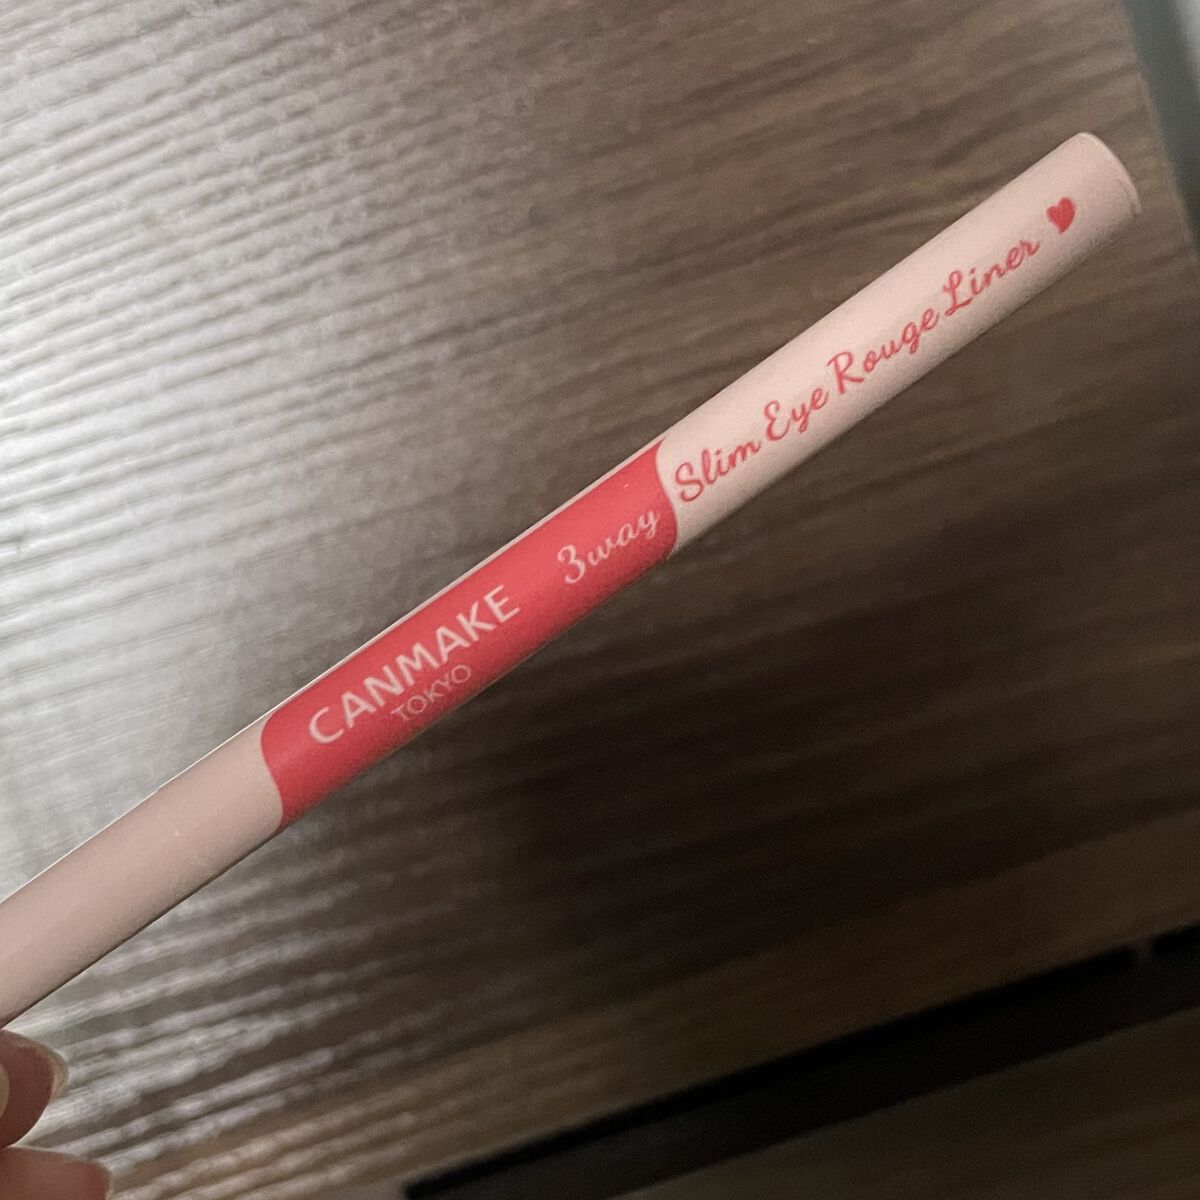 CANMAKE
TOKYO
3way Slim Eye Rouge Liner ♥